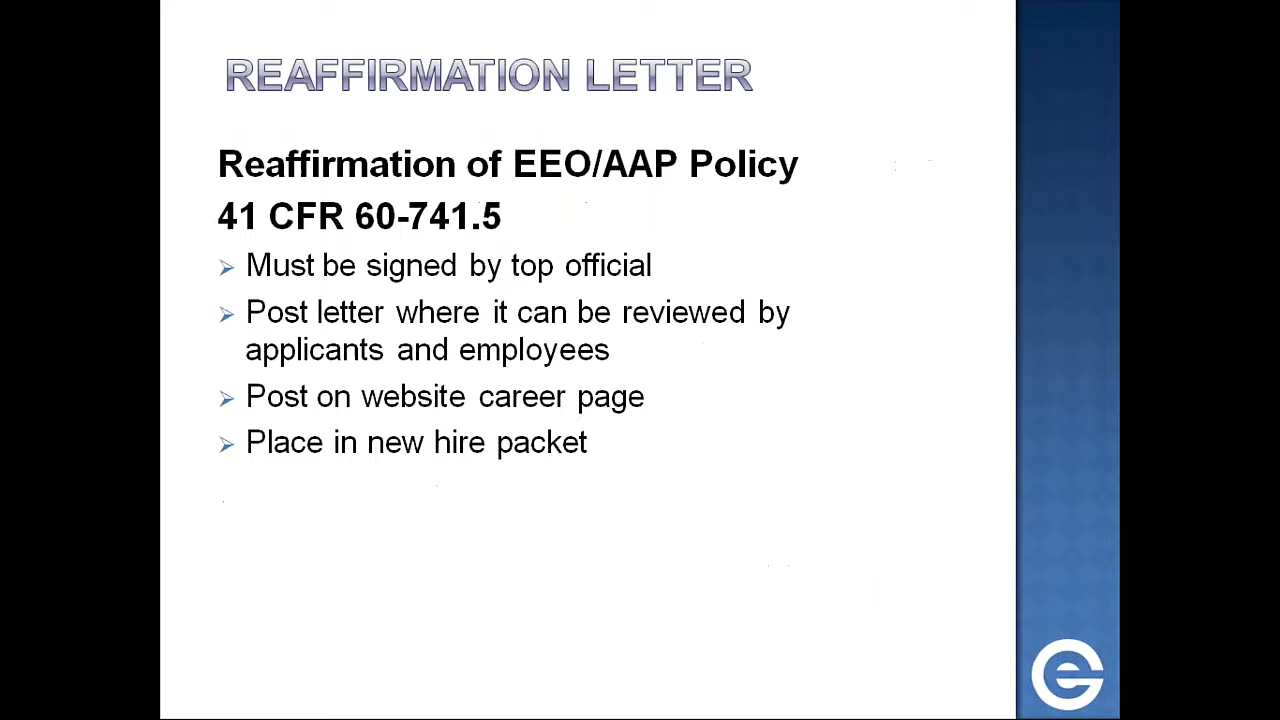 REAFFIRMATION LETTER
Reaffirmation of EEO/AAP Policy
41 CFR 60-741.5
Must be signed by top official
Post letter where it can be reviewed by
applicants and employees
Post on website career page
Place in new hire packet